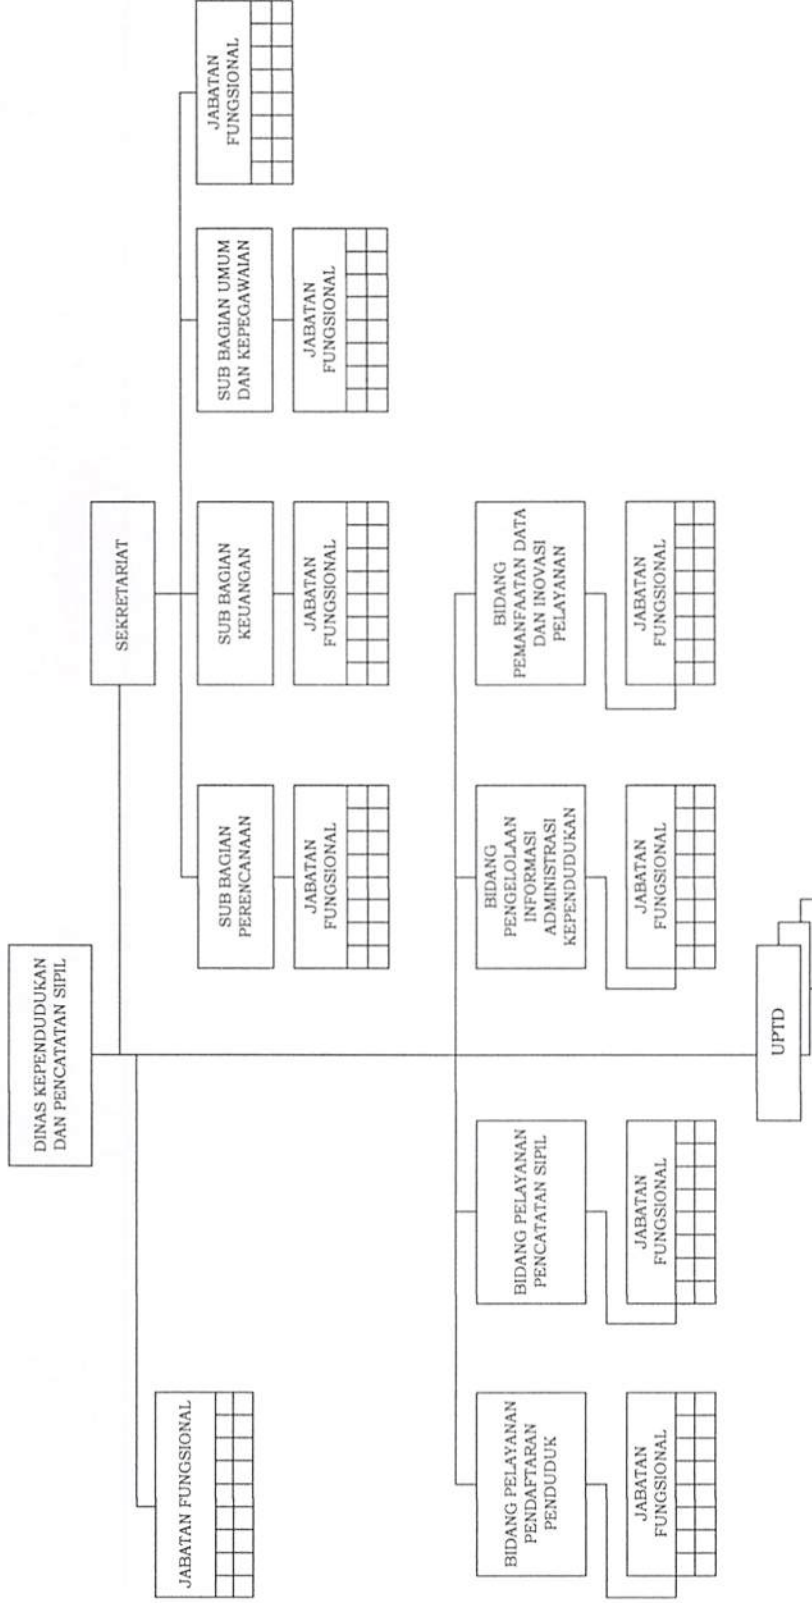 DINAS KEPENDUDUKAN
DAN PENCATATAN SIPIL
SEKRETARIAT
JABATAN FUNGSIONAL
SUB BAGIAN
PERENCANAAN
SUB BAGIAN
KEUANGAN
SUB BAGIAN UMUM
DAN KEPEGAWAIAN
JABATAN
FUNGSIONAL
JABATAN
FUNGSIONAL
JABATAN
FUNGSIONAL
JABATAN
FUNGSIONAL
BIDANG PELAYANAN
PENDAFTARAN
PENDUDUK
BIDANG PELAYANAN
PENCATATAN SIPIL
BIDANG
PENGELOLAAN
INFORMASI
ADMINISTRASI
KEPENDUDUKAN
BIDANG
PEMANFAATAN DATA
DAN INOVASI
PELAYANAN
JABATAN
FUNGSIONAL
JABATAN
FUNGSIONAL
JABATAN
FUNGSIONAL
JABATAN
FUNGSIONAL
UPTD